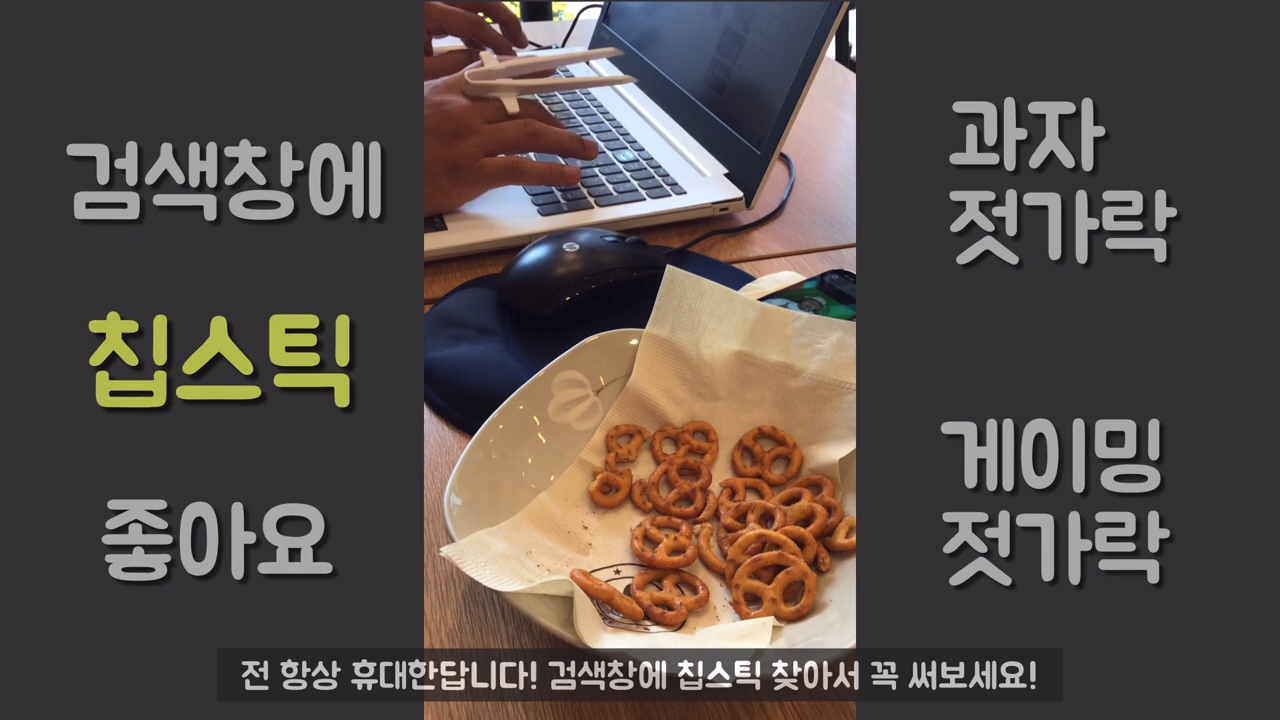 검색창에
칩스틱
좋아요
과자
젓가락
게이밍
젓가락
전 항상 휴대한답니다! 검색창에 칩스틱 찾아서 꼭 써보세요!